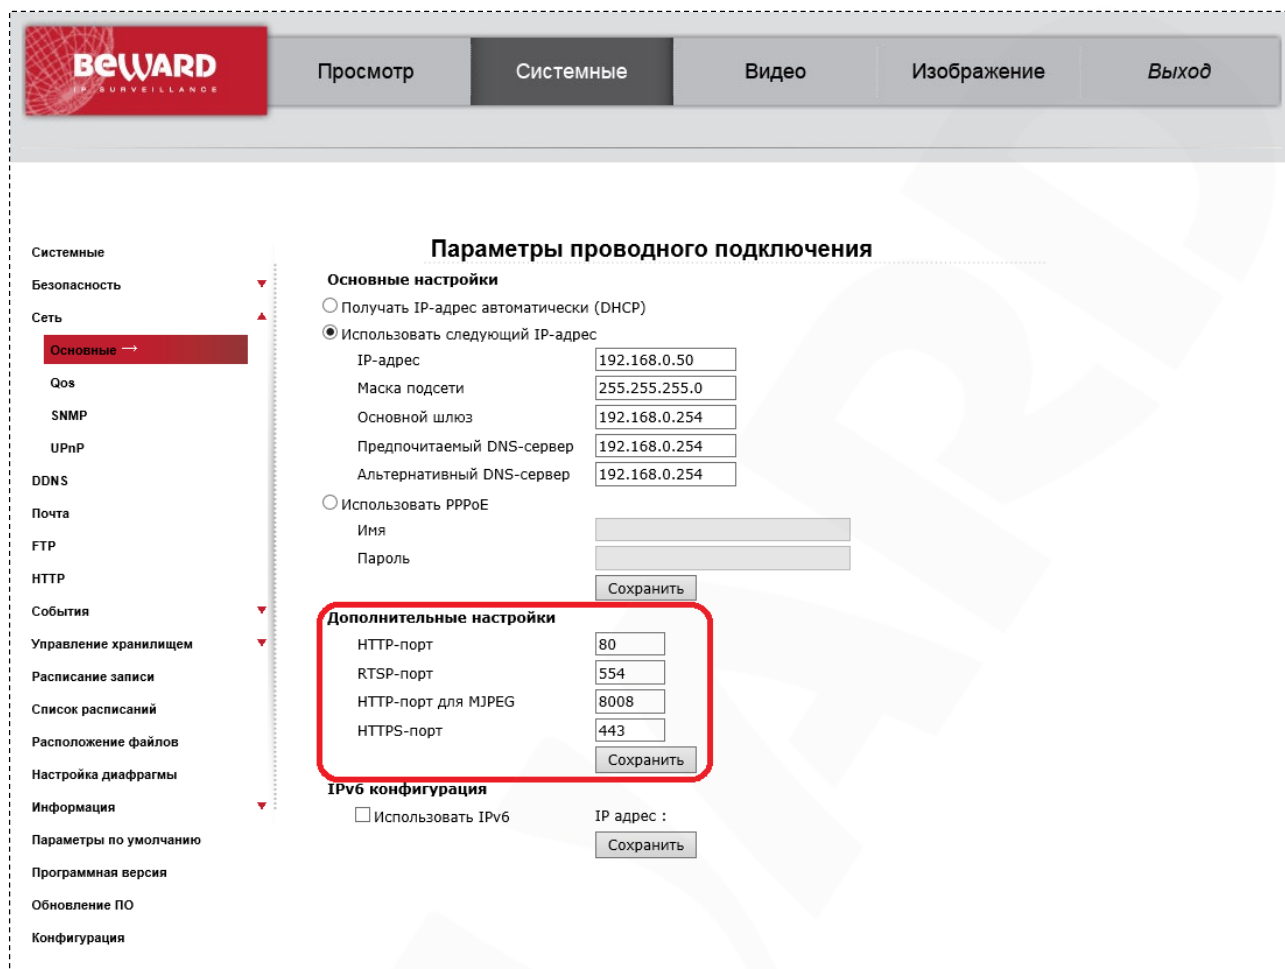 BEWARD
IP SURVEILLANCE
Просмотр
Системные
Видео
Изображение
Выход
Системные
Безопасность
Сеть
Основные →
Qos
SNMP
UPnP
DDNS
Почта
FTP
HTTP
События
Управление хранилищем
Расписание записи
Список расписаний
Расположение файлов
Настройка диафрагмы
Информация
Параметры по умолчанию
Программная версия
Обновление ПО
Конфигурация
Параметры проводного подключения
Основные настройки
Получать IP-адрес автоматически (DHCP)
Использовать следующий IP-адрес
IP-адрес 192.168.0.50
Маска подсети 255.255.255.0
Основной шлюз 192.168.0.254
Предпочитаемый DNS-сервер 192.168.0.254
Альтернативный DNS-сервер 192.168.0.254
Использовать PPPoE
Имя
Пароль
Сохранить
Дополнительные настройки
HTTP-порт 80
RTSP-порт 554
HTTP-порт для MJPEG 8008
HTTPS-порт 443
Сохранить
IPv6 конфигурация
Использовать IPv6 IP адрес :
Сохранить